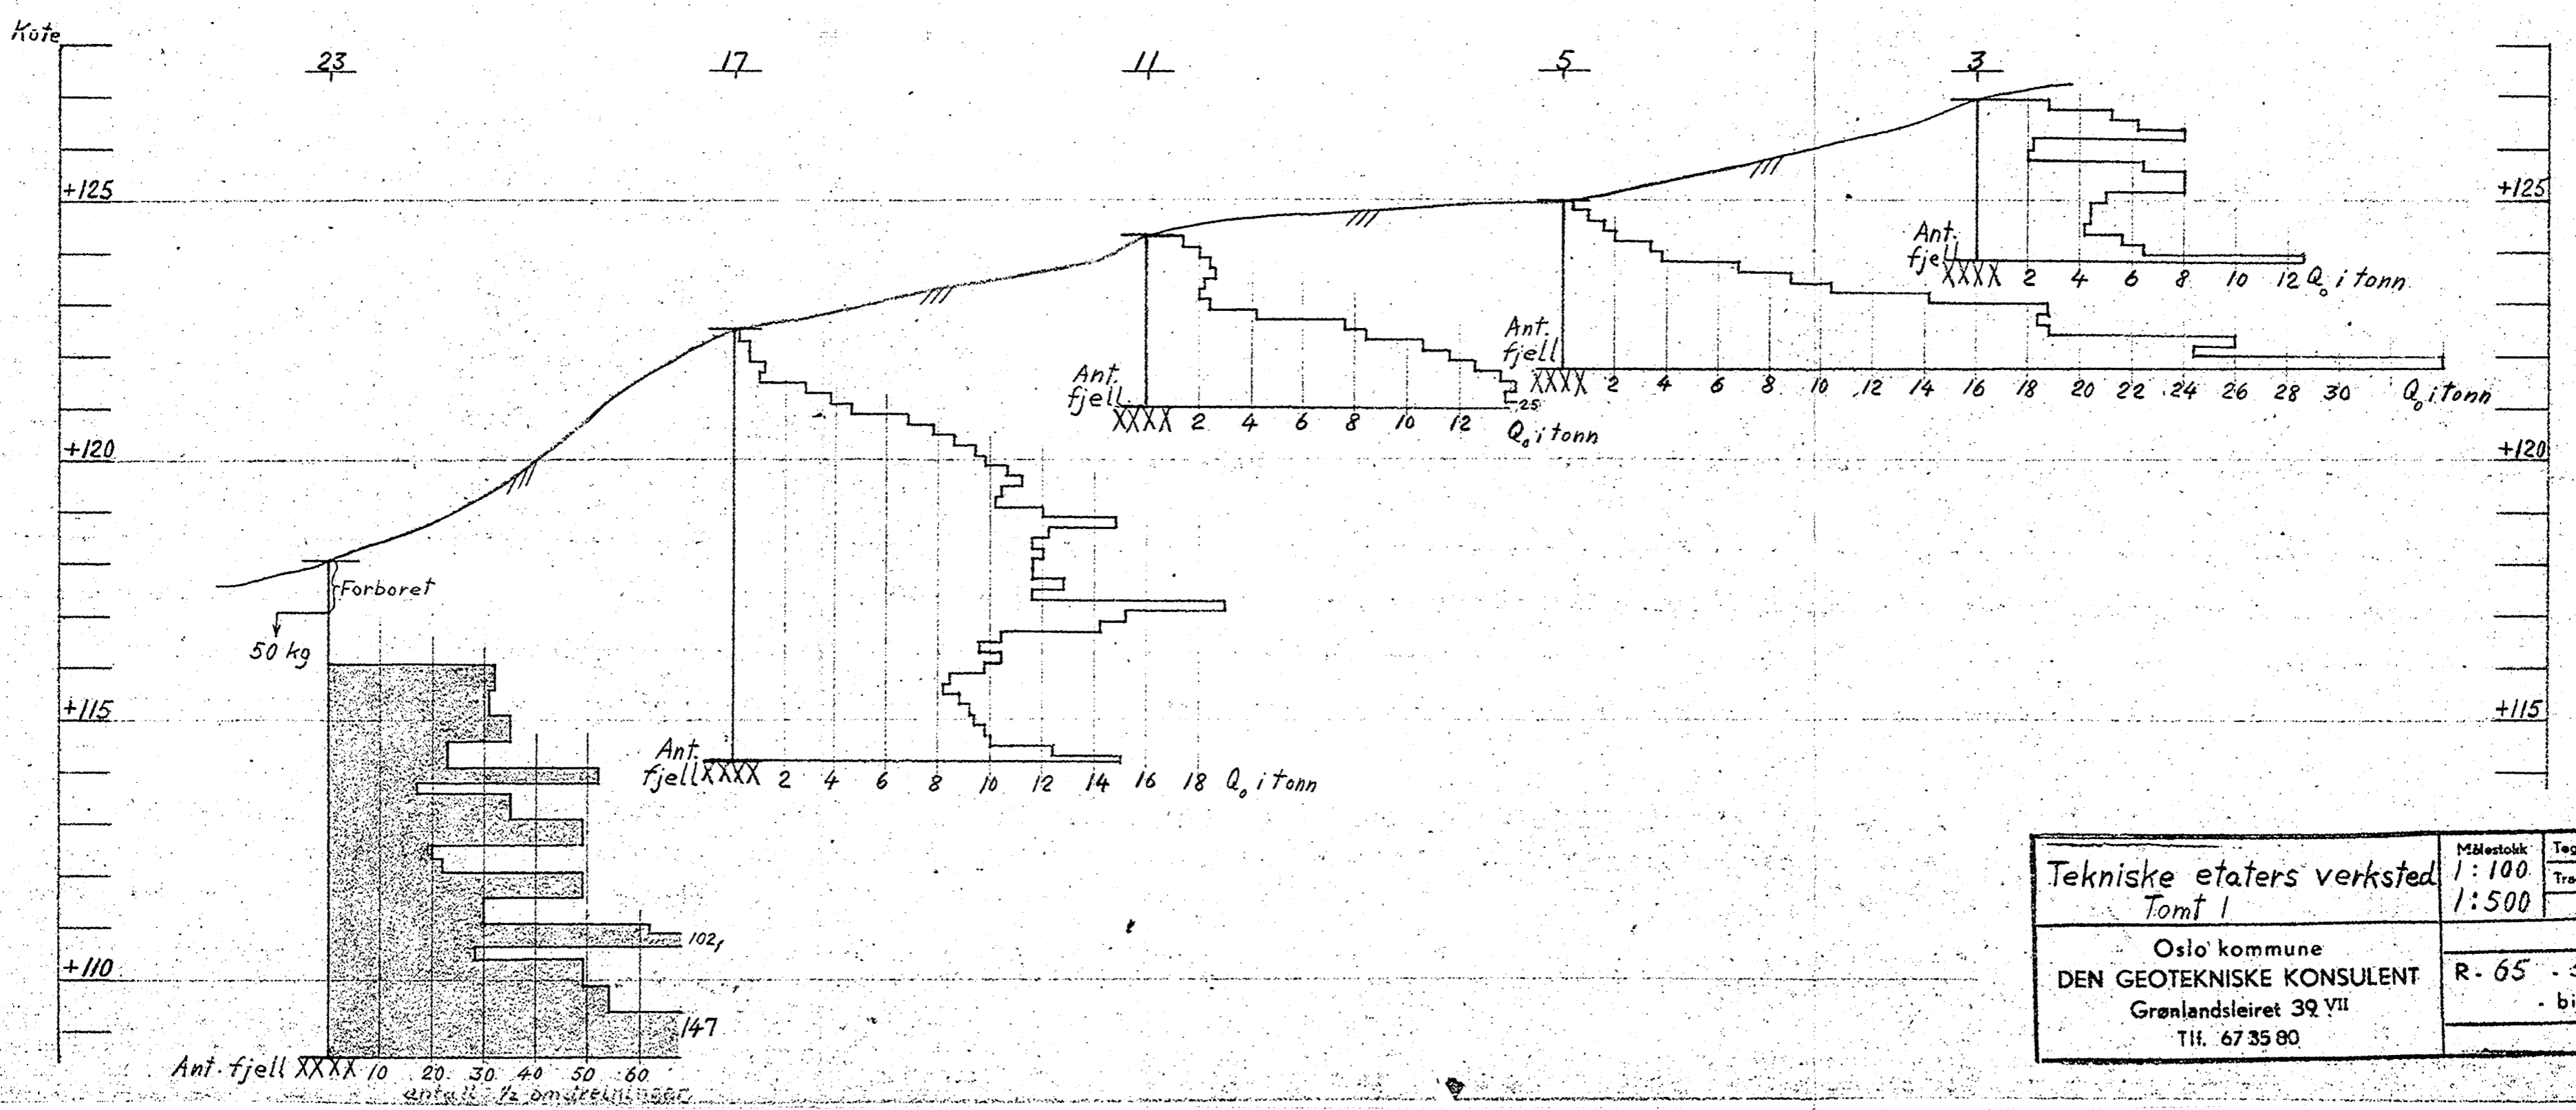 Kote
23
17
11
5
3
+125
+125
Ant.
fjell
XXXX 2 4 6 8 10 12 Q₀ i tonn
Ant.
fjell
XXXX 2 4 6 8 10 12 14 16 18 20 22 24 26 28 30 Q₀ i tonn
Ant.
fjell
25
XXXX 2 4 6 8 10 12 Q₀ i tonn
+120
+120
Forboret
50 kg
+115
+115
Ant.
fjell XXXX 2 4 6 8 10 12 14 16 18 Q₀ i tonn
102,
+110
147
Ant. fjell XXXX 10 20 30 40 50 60
antall ½ omdreininger
Tekniske etaters verksted
Tomt 1
Målestokk
1:100
1:500
Oslo kommune
DEN GEOTEKNISKE KONSULENT
Grønlandsleiret 39 VII
Tlf. 67 35 80
R - 65